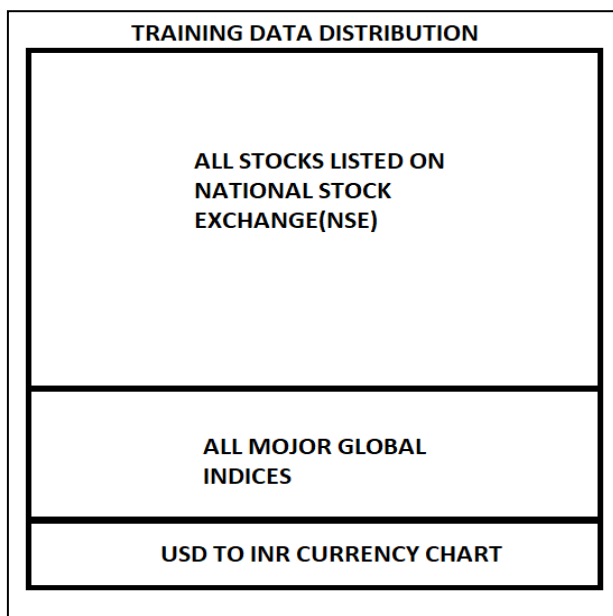 TRAINING DATA DISTRIBUTION
ALL STOCKS LISTED ON
NATIONAL STOCK
EXCHANGE(NSE)
ALL MOJOR GLOBAL
INDICES
USD TO INR CURRENCY CHART